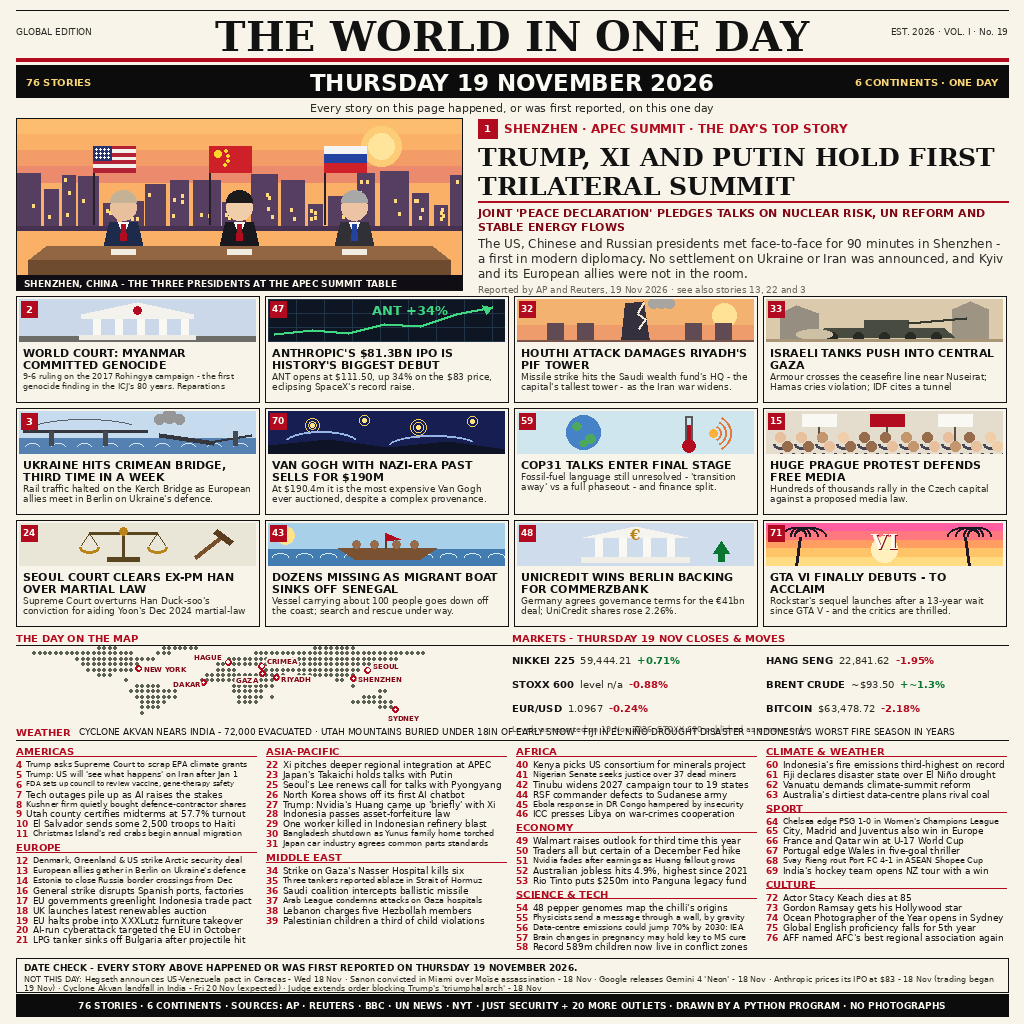 GLOBAL EDITION
THE WORLD IN ONE DAY
EST. 2026 · VOL. I · No. 19
76 STORIES
THURSDAY 19 NOVEMBER 2026
6 CONTINENTS · ONE DAY
Every story on this page happened, or was first reported, on this one day
SHENZHEN, CHINA - THE THREE PRESIDENTS AT THE APEC SUMMIT TABLE
1 SHENZHEN · APEC SUMMIT · THE DAY'S TOP STORY
TRUMP, XI AND PUTIN HOLD FIRST
TRILATERAL SUMMIT
JOINT 'PEACE DECLARATION' PLEDGES TALKS ON NUCLEAR RISK, UN REFORM AND
STABLE ENERGY FLOWS
The US, Chinese and Russian presidents met face-to-face for 90 minutes in Shenzhen -
a first in modern diplomacy. No settlement on Ukraine or Iran was announced, and Kyiv
and its European allies were not in the room.
Reported by AP and Reuters, 19 Nov 2026 · see also stories 13, 22 and 3
2
WORLD COURT: MYANMAR
COMMITTED GENOCIDE
9-6 ruling on the 2017 Rohingya campaign - the first
genocide finding in the ICJ's 80 years. Reparations
47
ANT +34%
ANTHROPIC'S $81.3BN IPO IS
HISTORY'S BIGGEST DEBUT
ANT opens at $111.50, up 34% on the $83 price,
eclipsing SpaceX's record raise.
32
HOUTHI ATTACK DAMAGES RIYADH'S
PIF TOWER
Missile strike hits the Saudi wealth fund's HQ - the
capital's tallest tower - as the Iran war widens.
33
ISRAELI TANKS PUSH INTO CENTRAL
GAZA
Armour crosses the ceasefire line near Nuseirat;
Hamas cries violation; IDF cites a tunnel
3
UKRAINE HITS CRIMEAN BRIDGE,
THIRD TIME IN A WEEK
Rail traffic halted on the Kerch Bridge as European
allies meet in Berlin on Ukraine's defence.
70
VAN GOGH WITH NAZI-ERA PAST
SELLS FOR $190M
At $190.4m it is the most expensive Van Gogh
ever auctioned, despite a complex provenance.
59
COP31 TALKS ENTER FINAL STAGE
Fossil-fuel language still unresolved - 'transition
away' vs a full phaseout - and finance split.
15
HUGE PRAGUE PROTEST DEFENDS
FREE MEDIA
Hundreds of thousands rally in the Czech capital
against a proposed media law.
24
SEOUL COURT CLEARS EX-PM HAN
OVER MARTIAL LAW
Supreme Court overturns Han Duck-soo's
conviction for aiding Yoon's Dec 2024 martial-law
43
DOZENS MISSING AS MIGRANT BOAT
SINKS OFF SENEGAL
Vessel carrying about 100 people goes down off
the coast; search and rescue under way.
48
€
UNICREDIT WINS BERLIN BACKING
FOR COMMERZBANK
Germany agrees governance terms for the €41bn
deal; UniCredit shares rose 2.26%.
71
VI
GTA VI FINALLY DEBUTS - TO
ACCLAIM
Rockstar's sequel launches after a 13-year wait
since GTA V - and the critics are thrilled.
THE DAY ON THE MAP
HAGUE
NEW YORK
CRIMEA
SEOUL
DAKAR
GAZA
RIYADH
SHENZHEN
SYDNEY
MARKETS - THURSDAY 19 NOV CLOSES & MOVES
NIKKEI 225 59,444.21 +0.71%
HANG SENG 22,841.62 -1.95%
STOXX 600 level n/a -0.88%
BRENT CRUDE ~$93.50 +~1.3%
EUR/USD 1.0967 -0.24%
BITCOIN $63,478.72 -2.18%
WEATHER CYCLONE AKVAN NEARS INDIA - 72,000 EVACUATED · UTAH MOUNTAINS BURIED UNDER 18IN OF EARLY SNOW · FIJI IN EL NINO DROUGHT DISASTER · INDONESIA'S WORST FIRE SEASON IN YEARS
AMERICAS
4 Trump asks Supreme Court to scrap EPA climate grants
5 Trump: US will 'see what happens' on Iran after Jan 1
6 FDA sets up council to review vaccine, gene-therapy safety
7 Tech outages pile up as AI raises the stakes
8 Kushner firm quietly bought defence-contractor shares
9 Utah county certifies midterms at 57.7% turnout
10 El Salvador sends some 2,500 troops to Haiti
11 Christmas Island's red crabs begin annual migration
EUROPE
12 Denmark, Greenland & US strike Arctic security deal
13 European allies gather in Berlin on Ukraine's defence
14 Estonia to close Russia border crossings from Dec
16 General strike disrupts Spanish ports, factories
17 EU governments greenlight Indonesia trade pact
18 UK launches latest renewables auction
19 EU halts probe into XXXLutz furniture takeover
20 AI-run cyberattack targeted the EU in October
21 LPG tanker sinks off Bulgaria after projectile hit
ASIA-PACIFIC
22 Xi pitches deeper regional integration at APEC
23 Japan's Takaichi holds talks with Putin
25 Seoul's Lee renews call for talks with Pyongyang
26 North Korea shows off its first AI chatbot
27 Trump: Nvidia's Huang came up 'briefly' with Xi
28 Indonesia passes asset-forfeiture law
29 One worker killed in Indonesian refinery blast
30 Bangladesh shutdown as Yunus family home torched
31 Japan car industry agrees common parts standards
MIDDLE EAST
34 Strike on Gaza's Nasser Hospital kills six
35 Three tankers reported ablaze in Strait of Hormuz
36 Saudi coalition intercepts ballistic missile
37 Arab League condemns attacks on Gaza hospitals
38 Lebanon charges five Hezbollah members
39 Palestinian children a third of child violations
AFRICA
40 Kenya picks US consortium for minerals project
41 Nigerian Senate seeks justice over 37 dead miners
42 Tinubu widens 2027 campaign tour to 19 states
44 RSF commander defects to Sudanese army
45 Ebola response in DR Congo hampered by insecurity
46 ICC presses Libya on war-crimes cooperation
ECONOMY
49 Walmart raises outlook for third time this year
50 Traders all but certain of a December Fed hike
51 Nvidia fades after earnings as Huang fallout grows
52 Australian jobless hits 4.9%, highest since 2021
53 Rio Tinto puts $250m into Panguna legacy fund
SCIENCE & TECH
54 48 pepper genomes map the chilli's origins
55 Physicists send a message through a wall, by gravity
56 Data-centre emissions could jump 70% by 2030: IEA
57 Brain changes in pregnancy may hold key to MS cure
58 Record 589m children now live in conflict zones
CLIMATE & WEATHER
60 Indonesia's fire emissions third-highest on record
61 Fiji declares disaster state over El Niño drought
62 Vanuatu demands climate-summit reform
63 Australia's dirtiest data-centre plans rival coal
SPORT
64 Chelsea edge PSG 1-0 in Women's Champions League
65 City, Madrid and Juventus also win in Europe
66 France and Qatar win at U-17 World Cup
67 Portugal edge Wales in five-goal thriller
68 Svay Rieng rout Port FC 4-1 in ASEAN Shopee Cup
69 India's hockey team opens NZ tour with a win
CULTURE
72 Actor Stacy Keach dies at 85
73 Gordon Ramsay gets his Hollywood star
74 Ocean Photographer of the Year opens in Sydney
75 Global English proficiency falls for 5th year
76 AFF named AFC's best regional association again
DATE CHECK - EVERY STORY ABOVE HAPPENED OR WAS FIRST REPORTED ON THURSDAY 19 NOVEMBER 2026.
NOT THIS DAY: Hegseth announces US-Venezuela pact in Caracas - Wed 18 Nov · Sanon convicted in Miami over Moïse assassination - 18 Nov · Google releases Gemini 4 'Neon' - 18 Nov · Anthropic prices its IPO at $83 - 18 Nov (trading began
19 Nov) · Cyclone Akvan landfall in India - Fri 20 Nov (expected) · Judge extends order blocking Trump's 'triumphal arch' - 18 Nov
76 STORIES · 6 CONTINENTS · SOURCES: AP · REUTERS · BBC · UN NEWS · NYT · JUST SECURITY + 20 MORE OUTLETS · DRAWN BY A PYTHON PROGRAM · NO PHOTOGRAPHS